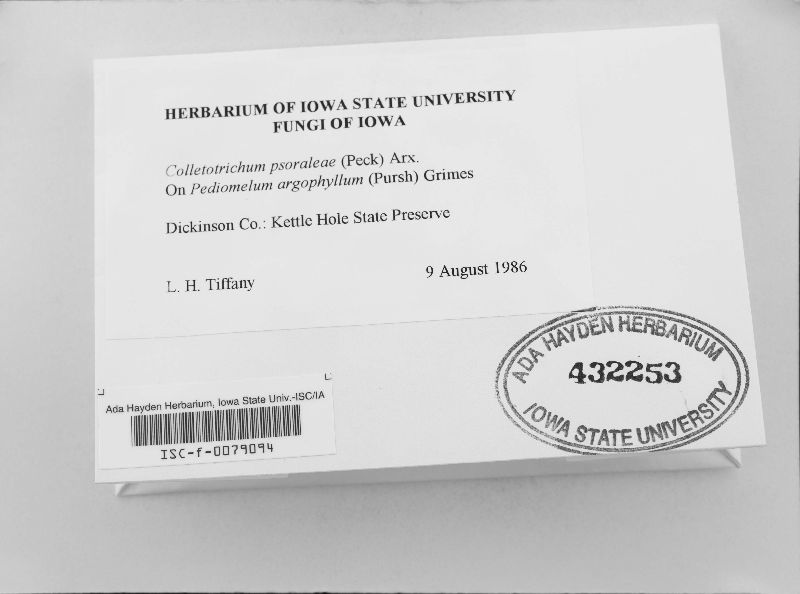 HERBARIUM OF IOWA STATE UNIVERSITY
FUNGI OF IOWA
Colletotrichum psoraleae (Peck) Arx.
On Pediomelum argophyllum (Pursh) Grimes
Dickinson Co.: Kettle Hole State Preserve
L. H. Tiffany 9 August 1986
ADA HAYDEN HERBARIUM
432253
IOWA STATE UNIVERSITY
Ada Hayden Herbarium, Iowa State Univ.-ISC/IA
ISC-f-0079094